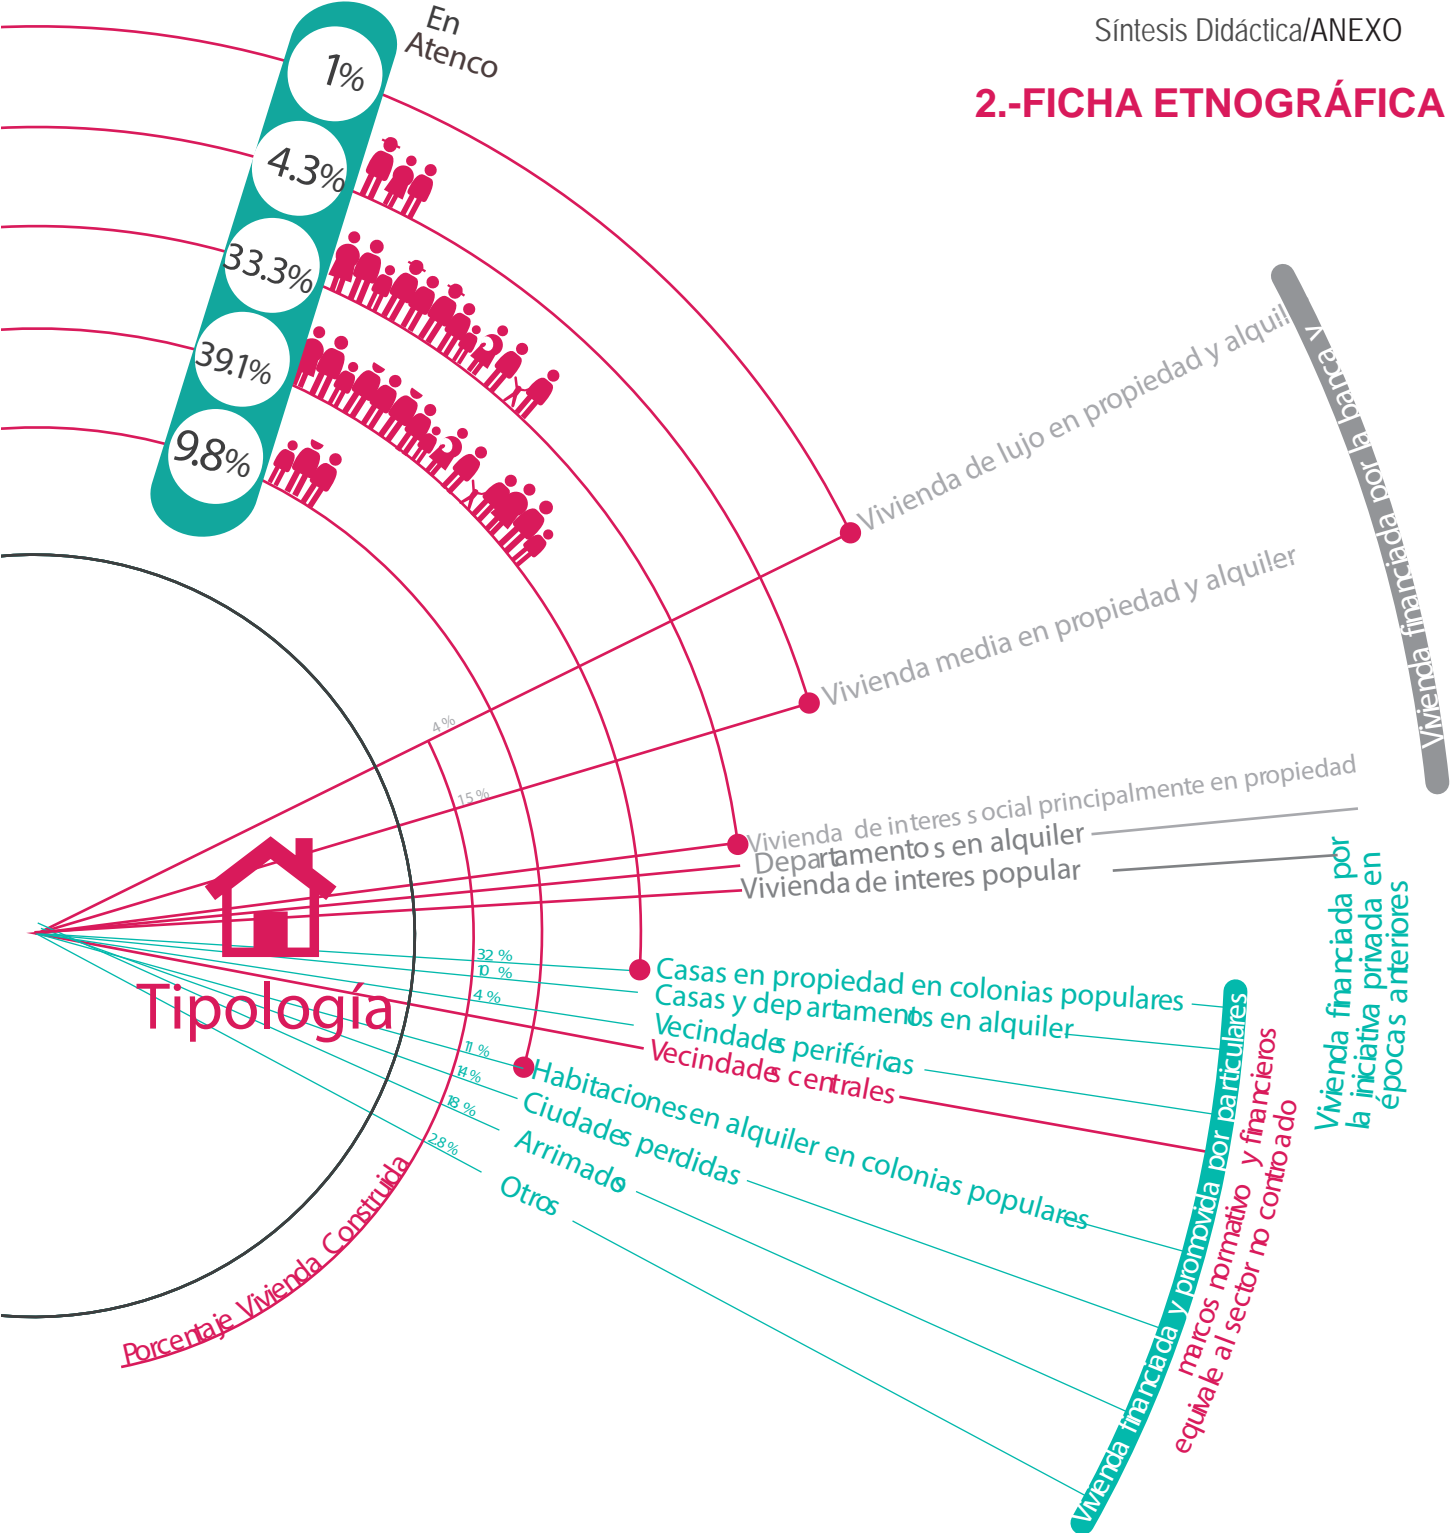 Síntesis Didáctica/ANEXO
2.-FICHA ETNOGRÁFICA
En
Atenco
1%
4.3%
33.3%
39.1%
9.8%
Vivienda de lujo en propiedad y alquil
Vivienda media en propiedad y alquiler
Vivienda de interes social principalmente en propiedad
Departamentos en alquiler
Vivienda de interes popular
Casas en propiedad en colonias populares
Casas y departamentos en alquiler
Vecindades periféricas
Vecindades centrales
Habitaciones en alquiler en colonias populares
Ciudades perdidas
Arrimados
Otros
4%
15%
32%
10%
4%
11%
14%
18%
28%
Tipología
Porcentaje Vivienda Construida
Vivienda financiada por la banca y
Vivienda financiada por
la iniciativa privada en
épocas anteriores
Vivienda financiada y promovida por particulares
marcos normativo y financieros
equivale al sector no controado